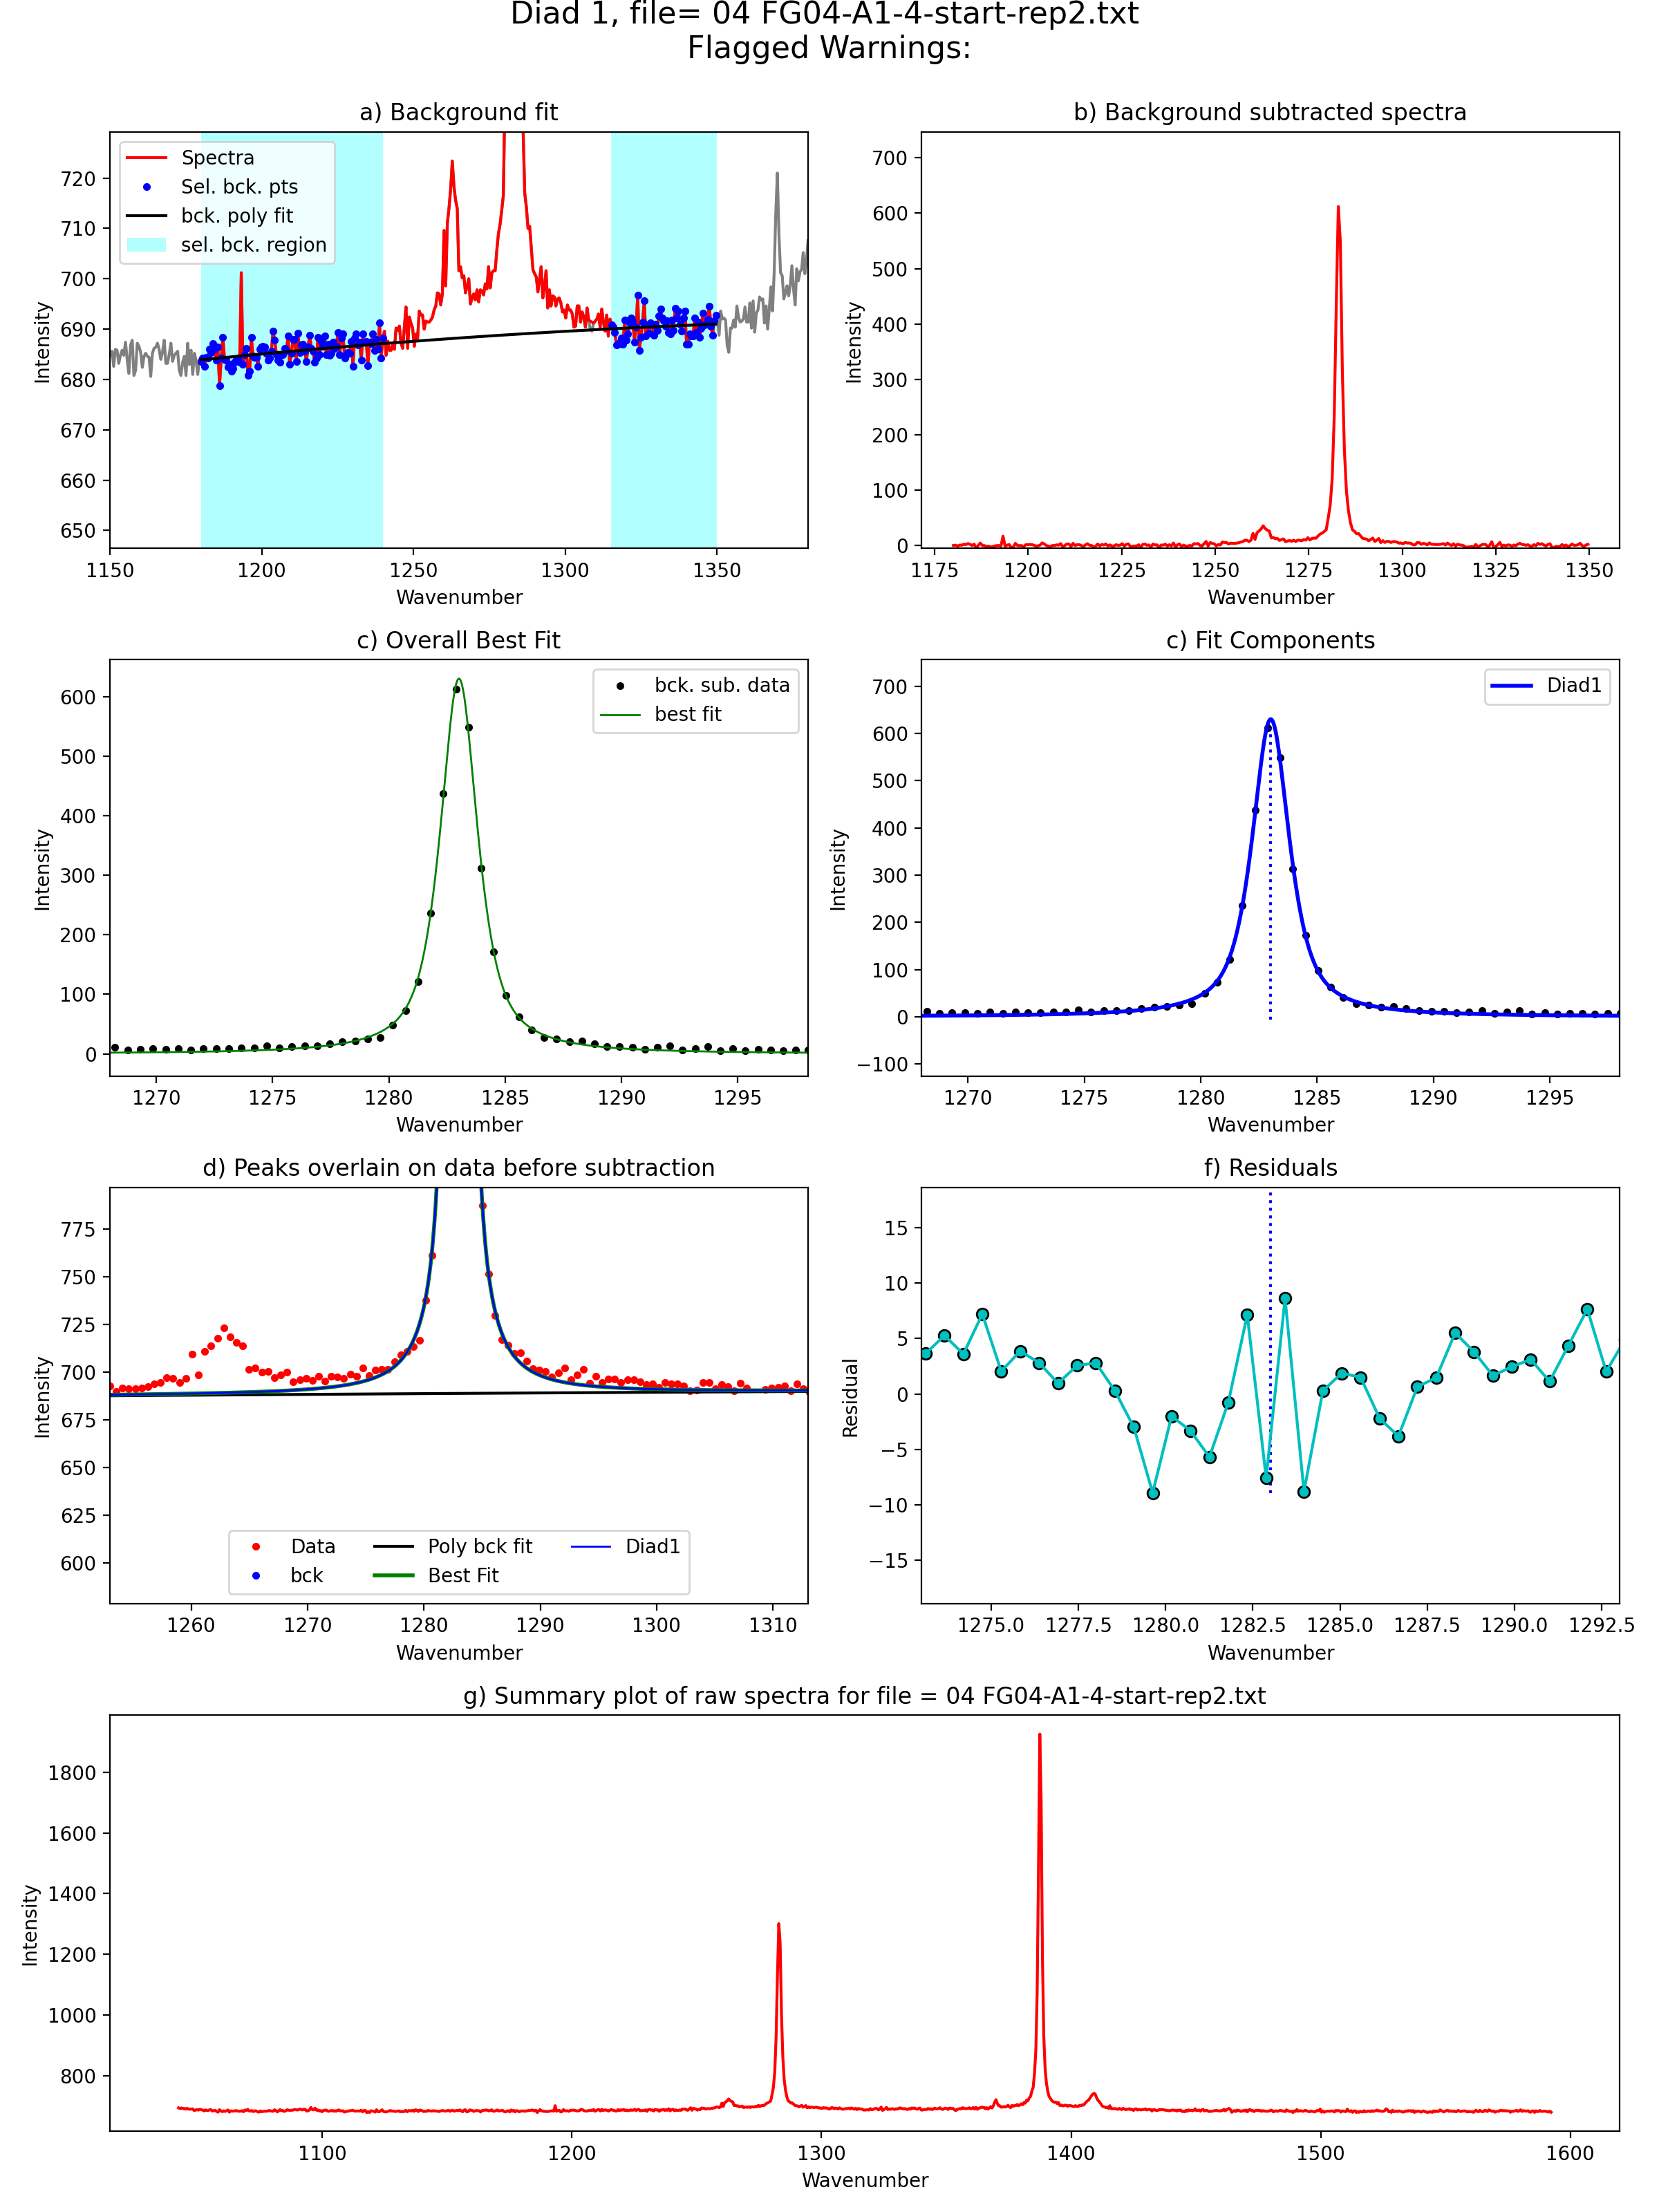 Diad 1, file= 04 FG04-A1-4-start-rep2.txt
Flagged Warnings:
a) Background fit
Spectra
Sel. bck. pts
bck. poly fit
sel. bck. region
720
710
700
690
680
670
660
650
Intensity
1150 1200 1250 1300 1350
Wavenumber
b) Background subtracted spectra
700
600
500
400
300
200
100
0
Intensity
1175 1200 1225 1250 1275 1300 1325 1350
Wavenumber
c) Overall Best Fit
bck. sub. data
best fit
600
500
400
300
200
100
0
Intensity
1270 1275 1280 1285 1290 1295
Wavenumber
c) Fit Components
Diad1
700
600
500
400
300
200
100
0
−100
Intensity
1270 1275 1280 1285 1290 1295
Wavenumber
d) Peaks overlain on data before subtraction
775
750
725
700
675
650
625
600
Intensity
Data Poly bck fit Diad1
bck Best Fit
1260 1270 1280 1290 1300 1310
Wavenumber
f) Residuals
15
10
5
0
−5
−10
−15
Residual
1275.0 1277.5 1280.0 1282.5 1285.0 1287.5 1290.0 1292.5
Wavenumber
g) Summary plot of raw spectra for file = 04 FG04-A1-4-start-rep2.txt
1800
1600
1400
1200
1000
800
Intensity
1100 1200 1300 1400 1500 1600
Wavenumber